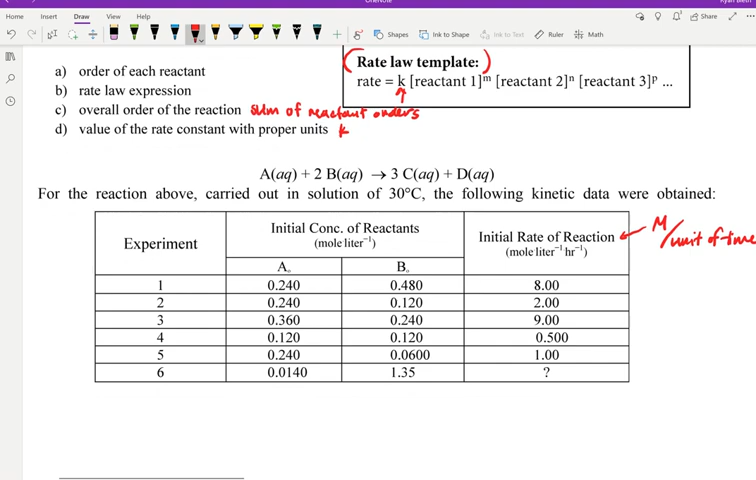 OneNote
Ryan Beth
Home Insert Draw View Help Share
Shapes Ink to Shape Ink to Text Ruler Math
a) order of each reactant
b) rate law expression
c) overall order of the reaction sum of reactant orders
d) value of the rate constant with proper units k
(Rate law template:)
rate = k [reactant 1]ᵐ [reactant 2]ⁿ [reactant 3]ᵖ ...
A(aq) + 2 B(aq) → 3 C(aq) + D(aq)
For the reaction above, carried out in solution of 30°C, the following kinetic data were obtained:
Experiment
Initial Conc. of Reactants
(mole liter⁻¹)
Initial Rate of Reaction
(mole liter⁻¹ hr⁻¹)
M/unit of time
A₀ B₀
1 0.240 0.480 8.00
2 0.240 0.120 2.00
3 0.360 0.240 9.00
4 0.120 0.120 0.500
5 0.240 0.0600 1.00
6 0.0140 1.35 ?